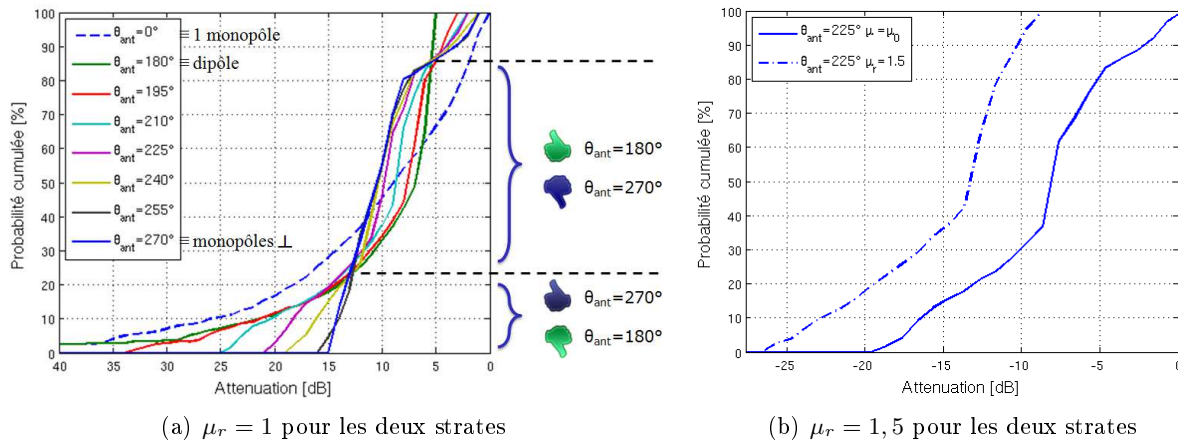 100
90
80
70
60
50
40
30
20
10
0
Probabilité cumulée [%]
θant=0° ≡ 1 monopôle
θant=180° ≡ dipôle
θant=195°
θant=210°
θant=225°
θant=240°
θant=255°
θant=270° ≡ monopôles ⊥
40 35 30 25 20 15 10 5 0
Attenuation [dB]
θant=180°
θant=270°
θant=270°
θant=180°
(a) μr = 1 pour les deux strates
100
90
80
70
60
50
40
30
20
10
0
Probabilité cumulée [%]
θant=225° μ =μ0
θant=225° μr=1.5
-25 -20 -15 -10 -5 0
Attenuation [dB]
(b) μr = 1, 5 pour les deux strates